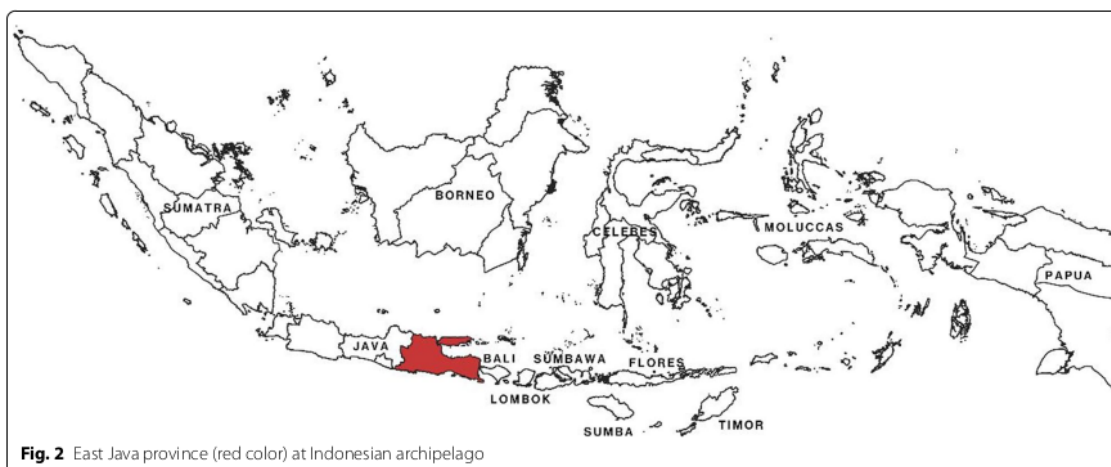 SUMATRA
BORNEO
CELEBES
MOLUCCAS
PAPUA
JAVA
BALI
SUMBAWA
FLORES
LOMBOK
SUMBA
TIMOR
Fig. 2 East Java province (red color) at Indonesian archipelago